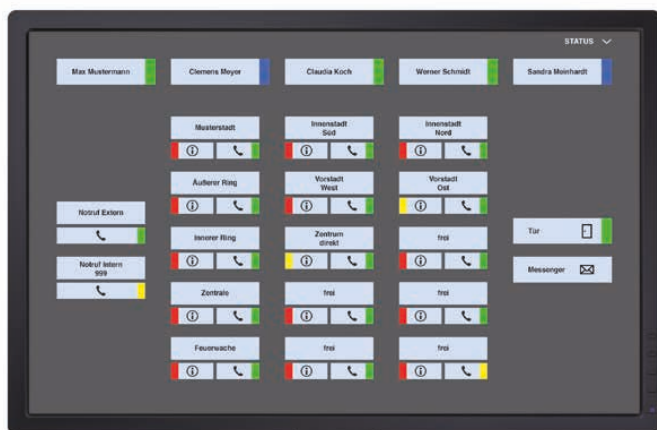 STATUS
Max Mustermann
Clemens Meyer
Claudia Koch
Werner Schmidt
Sandra Meinhardt
Musterstadt
Innenstadt
Süd
Innenstadt
Nord
Äußerer Ring
Vorstadt
West
Vorstadt
Ost
Notruf Extern
Innerer Ring
Zentrum
direkt
frei
Tür
Notruf Intern
999
Messenger
Zentrale
frei
frei
Feuerwache
frei
frei